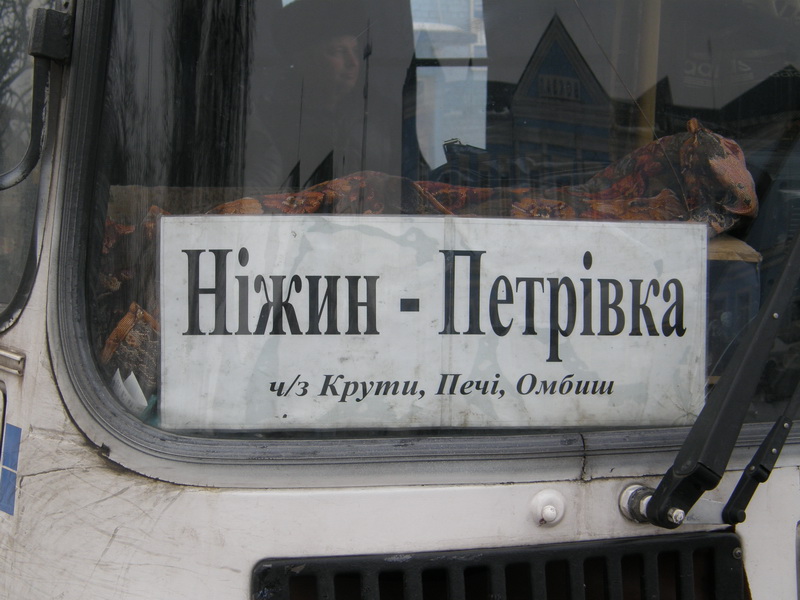 Ніжин - Петрівка
ч/з Крути, Печі, Омбиш